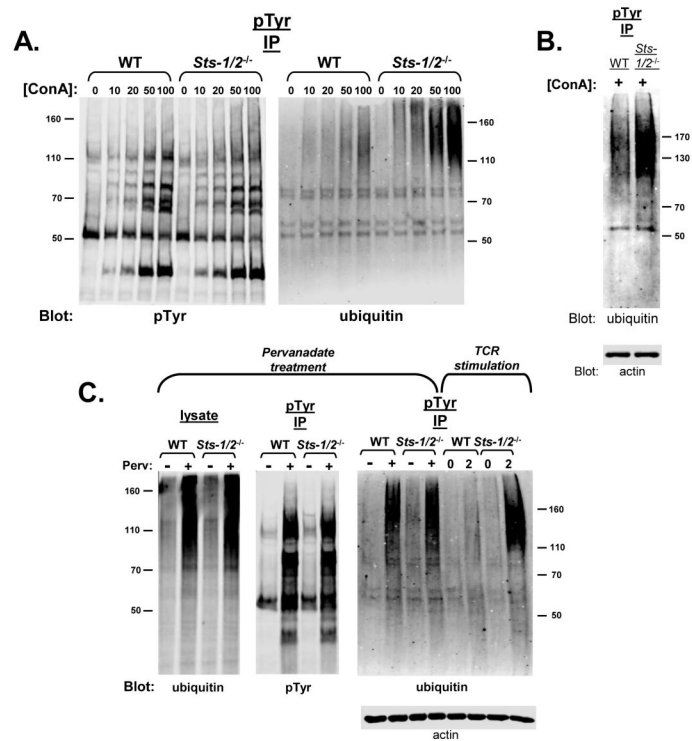 A.
pTyr
IP
WT Sts-1/2-/- WT Sts-1/2-/-
[ConA]: 0 10 20 50 100 0 10 20 50 100 0 10 20 50 100 0 10 20 50 100
160
110
70
50
160
110
70
50
Blot: pTyr ubiquitin
B.
pTyr
IP
WT Sts-1/2-/-
[ConA]: + +
170
130
70
50
Blot: ubiquitin
Blot: actin
C.
Pervanadate treatment
TCR stimulation
lysate
pTyr
IP
pTyr
IP
WT Sts-1/2-/- WT Sts-1/2-/- WT Sts-1/2-/- WT Sts-1/2-/-
Perv: - + - + - + - + - + - + 0 2 0 2
160
110
70
50
160
110
70
50
Blot: ubiquitin pTyr ubiquitin
actin